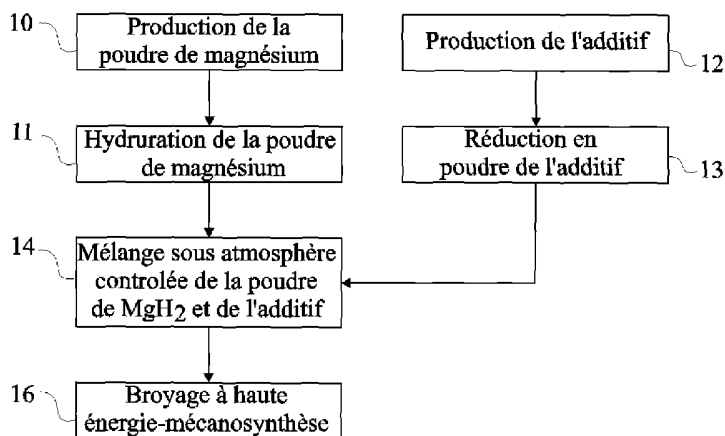 10
Production de la
poudre de magnésium
Production de l'additif
12
11
Hydruration de la poudre
de magnésium
Réduction en
poudre de l'additif
13
14
Mélange sous atmosphère
controlée de la poudre
de MgH2 et de l'additif
16
Broyage à haute
énergie-mécanosynthèse